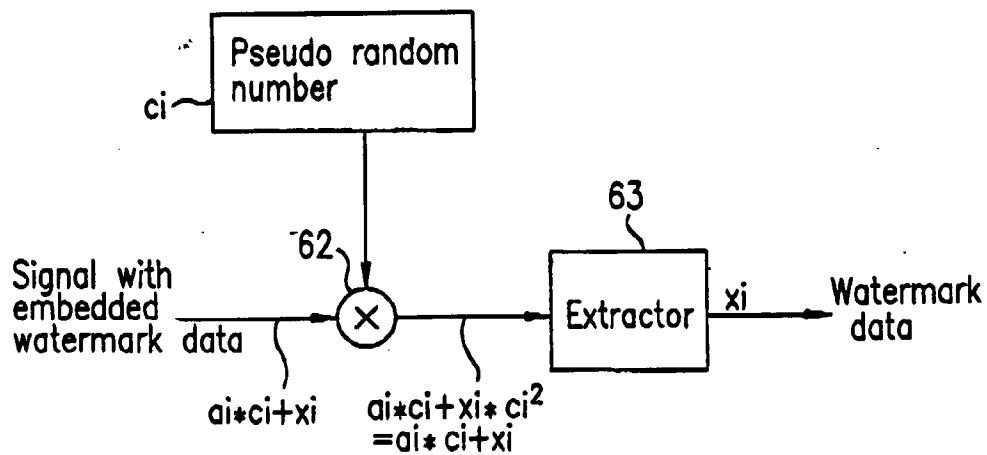 Pseudo random
number
ci
62
63
Signal with
embedded
watermark data
Extractor
xi
Watermark
data
ai*ci+xi
ai*ci+xi*ci²
=ai*ci+xi